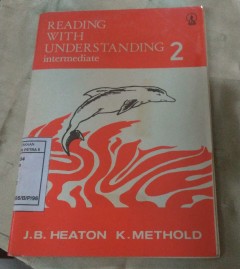 READING
WITH
UNDERSTANDING
intermediate 2
J.B. HEATON K. METHOLD